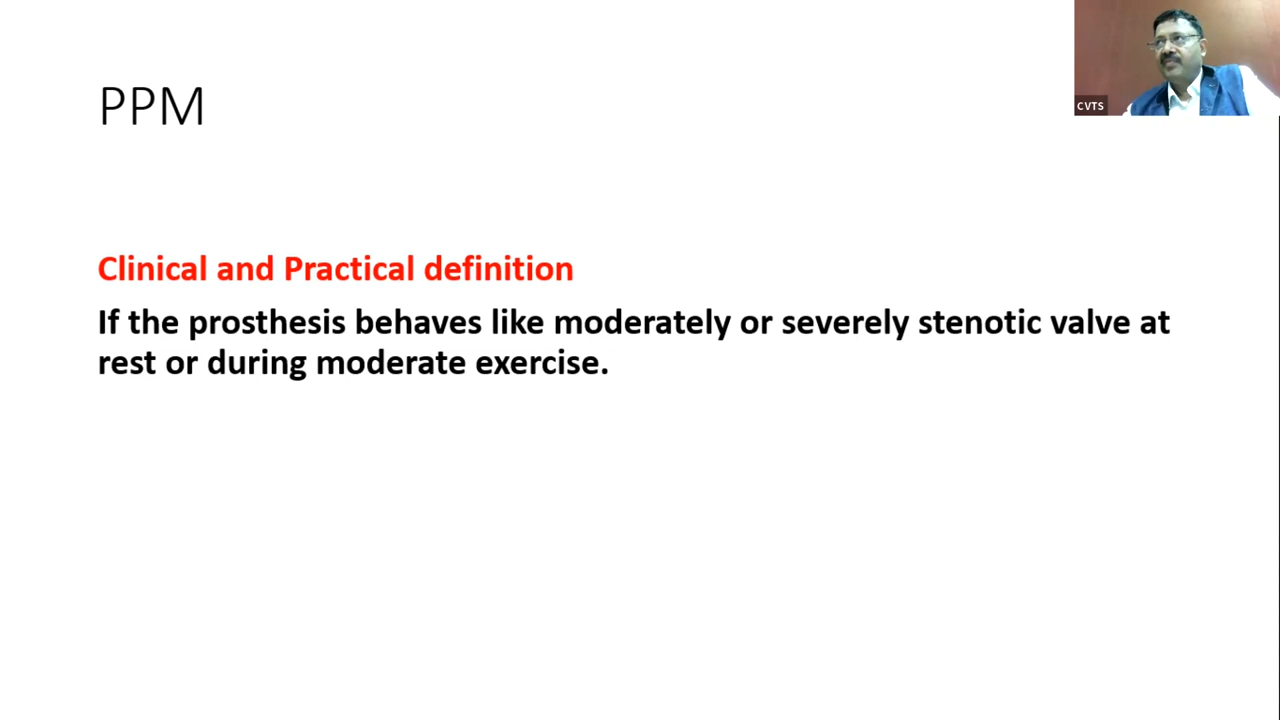 PPM
CVTS
Clinical and Practical definition
If the prosthesis behaves like moderately or severely stenotic valve at
rest or during moderate exercise.